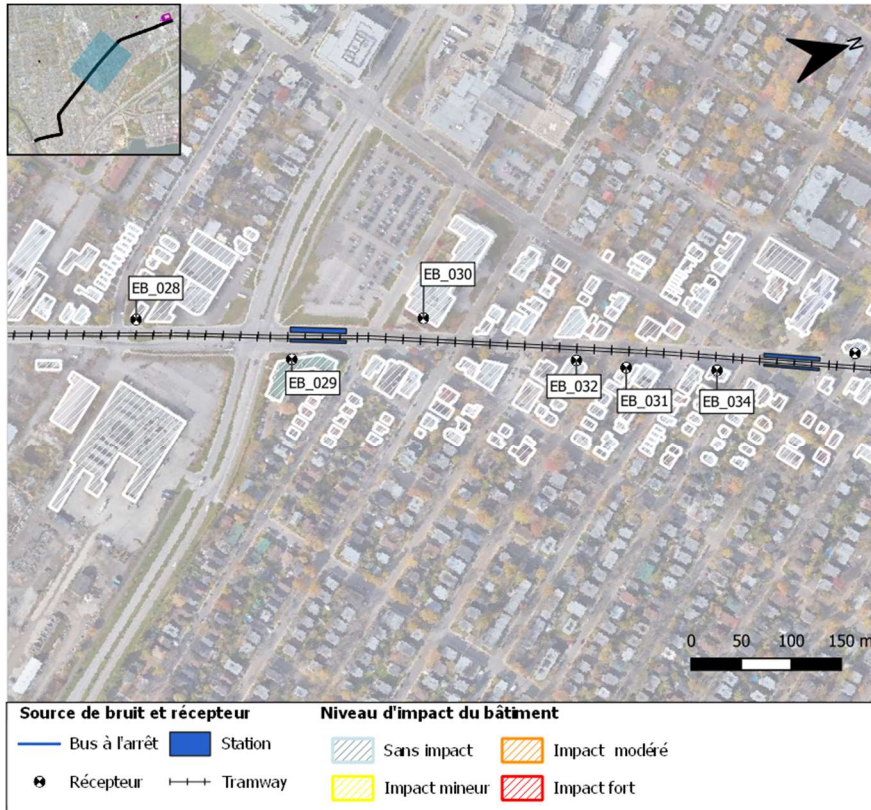 N
EB_028
EB_030
EB_029
EB_032
EB_031
EB_034
0 50 100 150 m
Source de bruit et récepteur
Bus à l'arrêt
Station
Récepteur
Tramway
Niveau d'impact du bâtiment
Sans impact
Impact modéré
Impact mineur
Impact fort